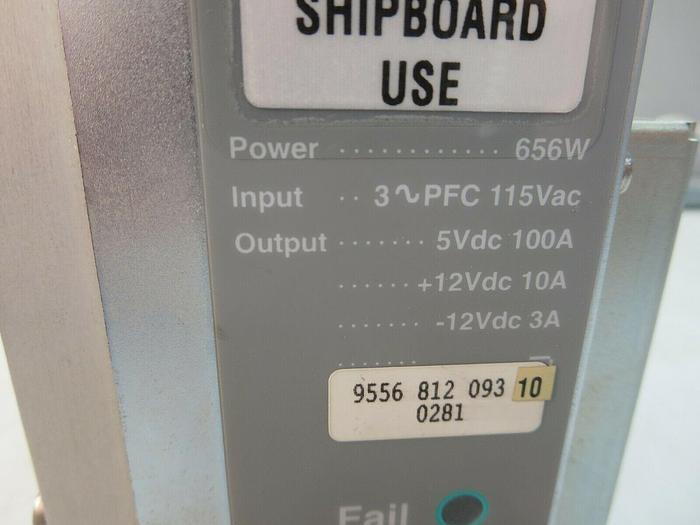 SHIPBOARD
USE
Power ············ 656W
Input ·· 3∿PFC 115Vac
Output ······· 5Vdc 100A
······· +12Vdc 10A
······· -12Vdc 3A
·······
9556 812 093 10
0281
Fail